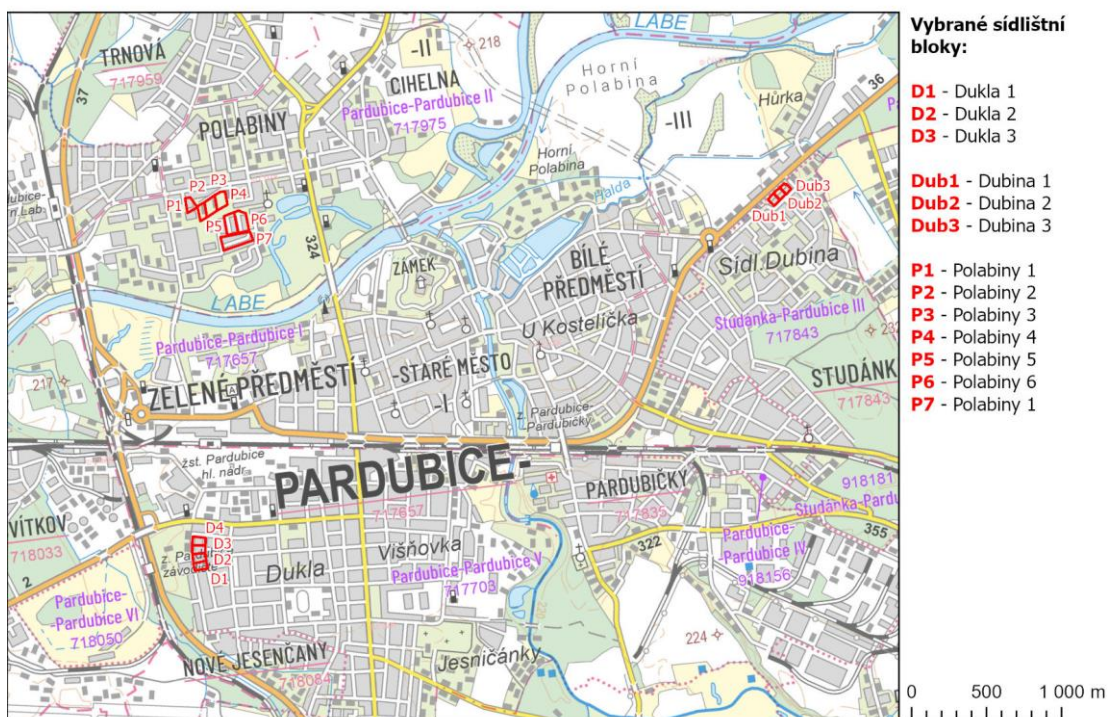 LABE
TRNOVÁ
717959
-II
218
CIHELNA
Pardubice-Pardubice II
717975
Horní
Polabina
Hůrka
36
37
POLABINY
-III
Horní
Polabina
Halda
P1
P2
P3
P4
P5
P6
P7
324
Dub3
Dub2
Dub1
ZÁMEK
BÍLÉ
PŘEDMĚSTÍ
Sídl.Dubina
LABE
Pardubice-Pardubice I
717657
U Kostelíčka
Studánka-Pardubice III
717843
217
ZELENÉ PŘEDMĚSTÍ
-STARÉ MĚSTO
-I
STUDÁNK
717843
z. Pardubice-
-Pardubičky
žst. Pardubice
hl. nádr.
PARDUBICE-
717657
PARDUBIČKY
717835
918181
Studánka-Pardu
355
VÍTKOV
718033
D4
D3
D2
D1
z. Pardubice
závodiště
Dukla
Višňovka
Pardubice-Pardubice V
717703
322
Pardubice-
-Pardubice IV
918156
2
Pardubice-
-Pardubice VI
718050
NOVÉ JESENČANY
718084
Jesničánky
224
Vybrané sídlištní
bloky:
D1 - Dukla 1
D2 - Dukla 2
D3 - Dukla 3
Dub1 - Dubina 1
Dub2 - Dubina 2
Dub3 - Dubina 3
P1 - Polabiny 1
P2 - Polabiny 2
P3 - Polabiny 3
P4 - Polabiny 4
P5 - Polabiny 5
P6 - Polabiny 6
P7 - Polabiny 1
0 500 1 000 m